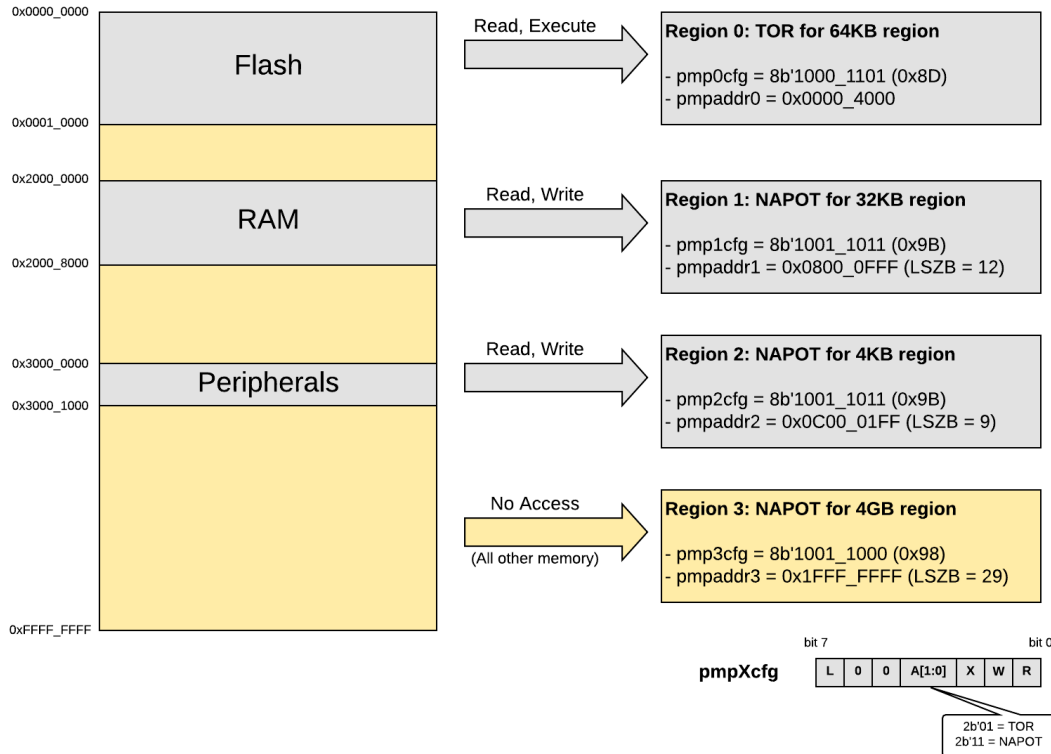 0x0000_0000
Flash
0x0001_0000
0x2000_0000
RAM
0x2000_8000
0x3000_0000
Peripherals
0x3000_1000
0xFFFF_FFFF
Read, Execute
Region 0: TOR for 64KB region
- pmp0cfg = 8b'1000_1101 (0x8D)
- pmpaddr0 = 0x0000_4000
Read, Write
Region 1: NAPOT for 32KB region
- pmp1cfg = 8b'1001_1011 (0x9B)
- pmpaddr1 = 0x0800_0FFF (LSZB = 12)
Read, Write
Region 2: NAPOT for 4KB region
- pmp2cfg = 8b'1001_1011 (0x9B)
- pmpaddr2 = 0x0C00_01FF (LSZB = 9)
No Access
(All other memory)
Region 3: NAPOT for 4GB region
- pmp3cfg = 8b'1001_1000 (0x98)
- pmpaddr3 = 0x1FFF_FFFF (LSZB = 29)
bit 7 bit 0
pmpXcfg L 0 0 A[1:0] X W R
2b'01 = TOR
2b'11 = NAPOT